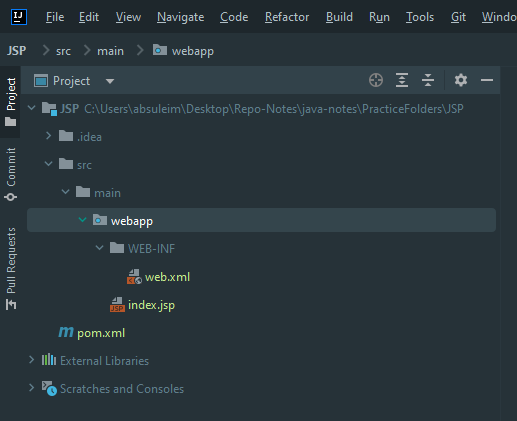 IJ File Edit View Navigate Code Refactor Build Run Tools Git Windo
JSP src main webapp
Project
Project
Commit
Pull Requests
JSP C:\Users\absuleim\Desktop\Repo-Notes\java-notes\PracticeFolders\JSP
.idea
src
main
webapp
WEB-INF
web.xml
JSP index.jsp
m pom.xml
External Libraries
Scratches and Consoles